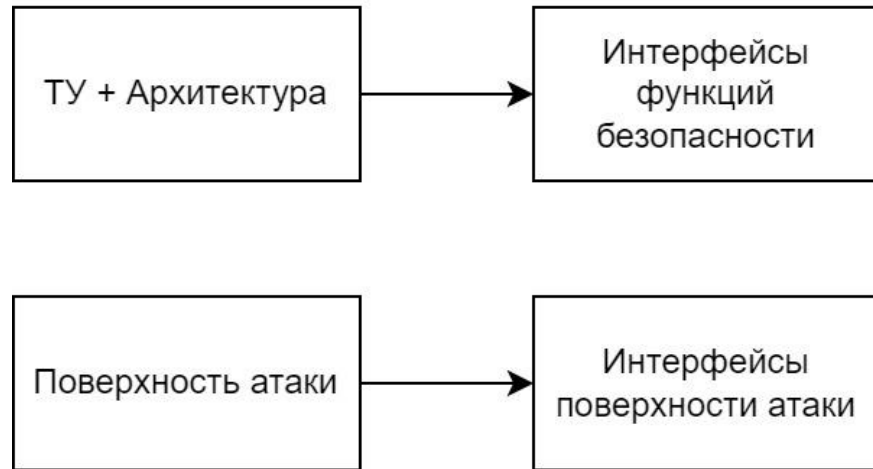 ТУ + Архитектура
Интерфейсы
функций
безопасности
Поверхность атаки
Интерфейсы
поверхности атаки